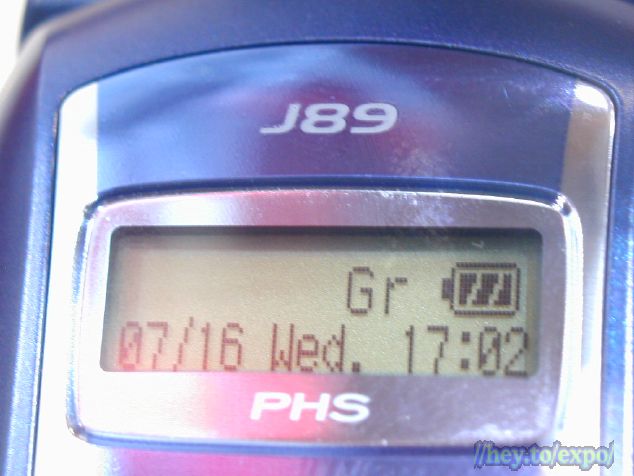 J89
Gr
07/16 Wed. 17:02
PHS
//hey.to/expo/